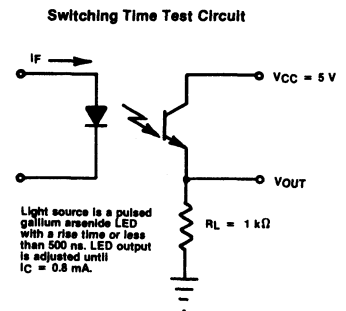 Switching Time Test Circuit
IF
VCC = 5 V
VOUT
RL = 1 kΩ
Light source is a pulsed
gallium arsenide LED
with a rise time or less
than 500 ns. LED output
is adjusted until
IC = 0.8 mA.